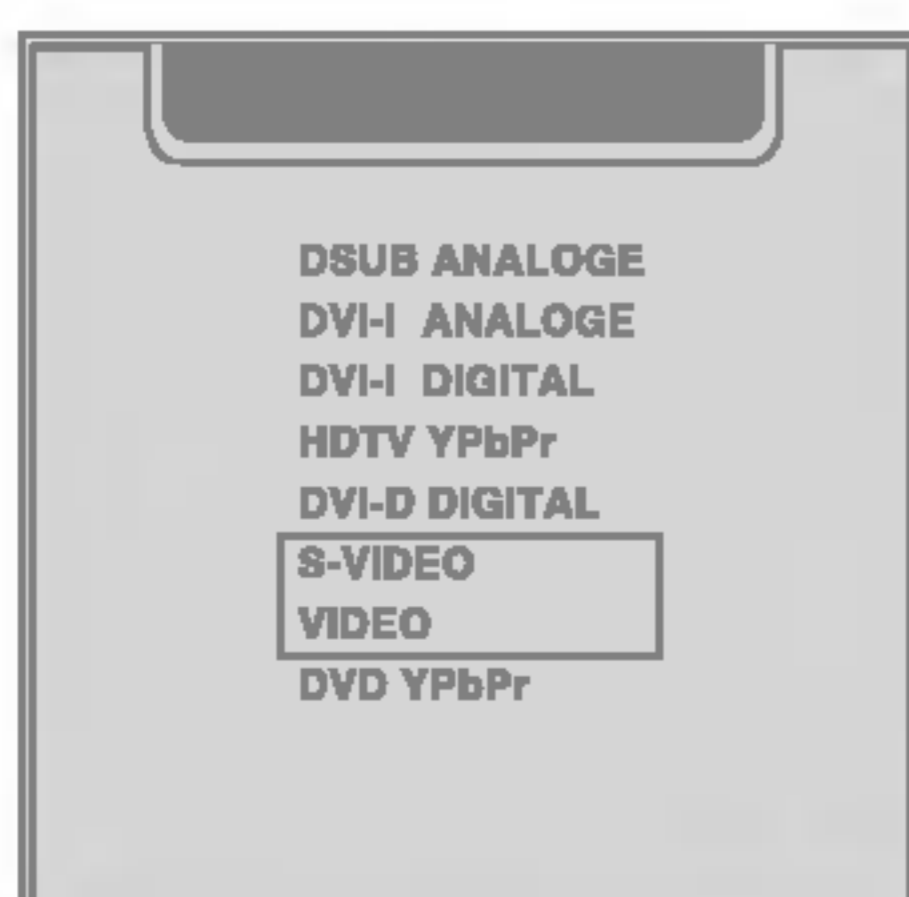 DSUB ANALOGE
DVI-I ANALOGE
DVI-I DIGITAL
HDTV YPbPr
DVI-D DIGITAL
S-VIDEO
VIDEO
DVD YPbPr